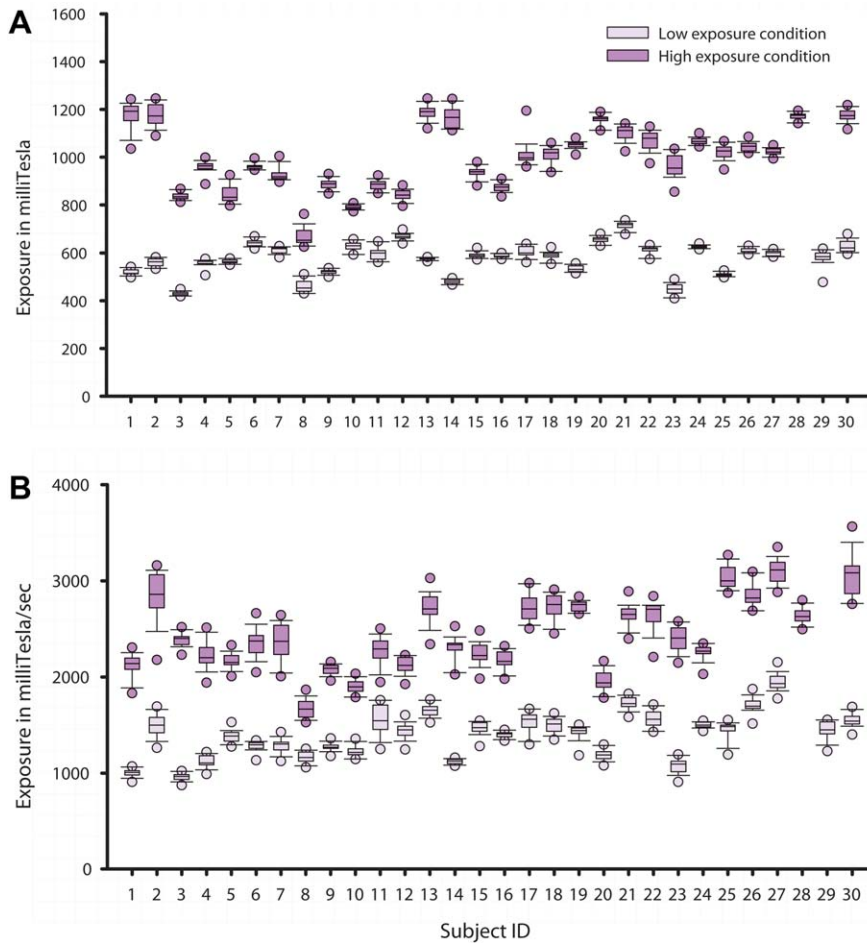 A
1600
1400
1200
1000
800
600
400
200
0
Exposure in milliTesla
Low exposure condition
High exposure condition
1 2 3 4 5 6 7 8 9 10 11 12 13 14 15 16 17 18 19 20 21 22 23 24 25 26 27 28 29 30
B
4000
3000
2000
1000
0
Exposure in milliTesla/sec
1 2 3 4 5 6 7 8 9 10 11 12 13 14 15 16 17 18 19 20 21 22 23 24 25 26 27 28 29 30
Subject ID